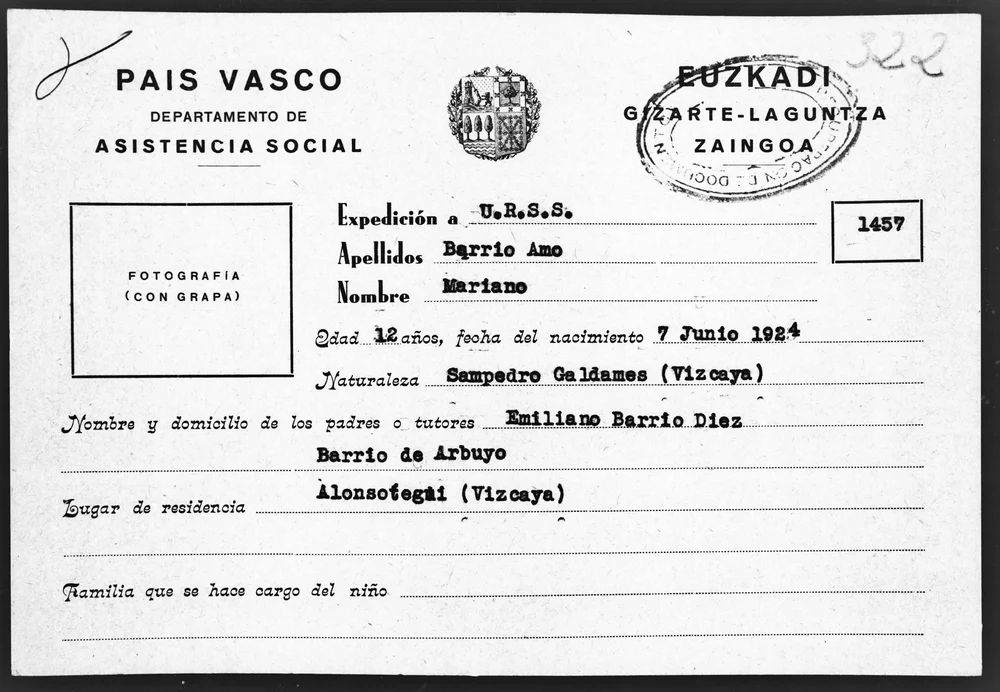 322
PAIS VASCO
DEPARTAMENTO DE
ASISTENCIA SOCIAL
EUZKADI
GIZARTE-LAGUNTZA
ZAINGOA
RECUPERACIÓN DE DOCUMENTOS
Expedición a U.R.S.S.
1457
Apellidos Barrio Amo
Nombre Mariano
FOTOGRAFÍA
(CON GRAPA)
Edad 12 años, fecha del nacimiento 7 Junio 1924
Naturaleza Sampedro Galdames (Vizcaya)
Nombre y domicilio de los padres o tutores Emiliano Barrio Diez
Barrio de Arbuyo
Lugar de residencia Alonsotegui (Vizcaya)
Familia que se hace cargo del niño